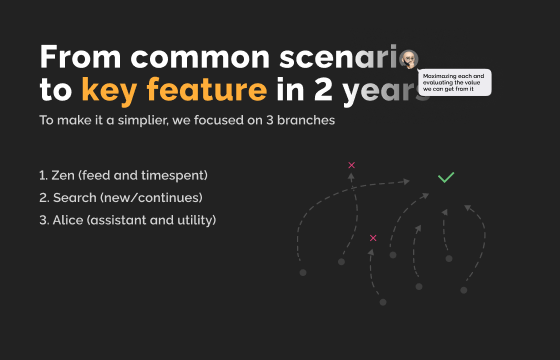 From common scenario
to key feature in 2 years
Maximazing each and
evaluating the value
we can get from it
To make it a simplier, we focused on 3 branches
1. Zen (feed and timespent)
2. Search (new/continues)
3. Alice (assistant and utility)